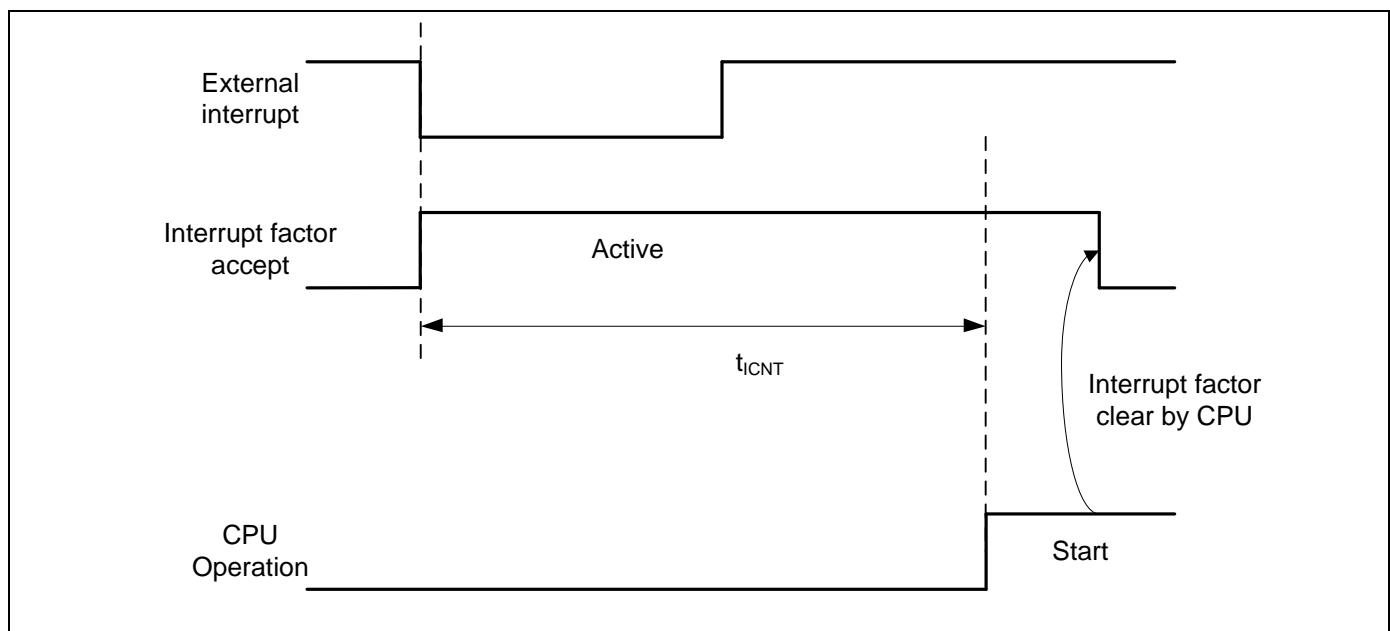 External
interrupt
Interrupt factor
accept
Active
tICNT
Interrupt factor
clear by CPU
CPU
Operation
Start